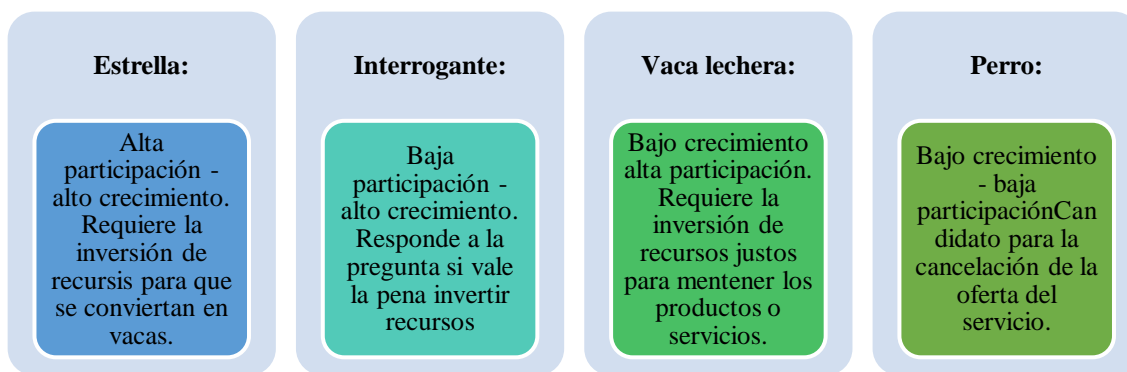 Estrella:
Alta
participación -
alto crecimiento.
Requiere la
inversión de
recursis para que
se conviertan en
vacas.
Interrogante:
Baja
participación -
alto crecimiento.
Responde a la
pregunta si vale
la pena invertir
recursos
Vaca lechera:
Bajo crecimiento
alta participación.
Requiere la
inversión de
recursos justos
para mentener los
productos o
servicios.
Perro:
Bajo crecimiento
- baja
participaciónCan
didato para la
cancelación de la
oferta del
servicio.